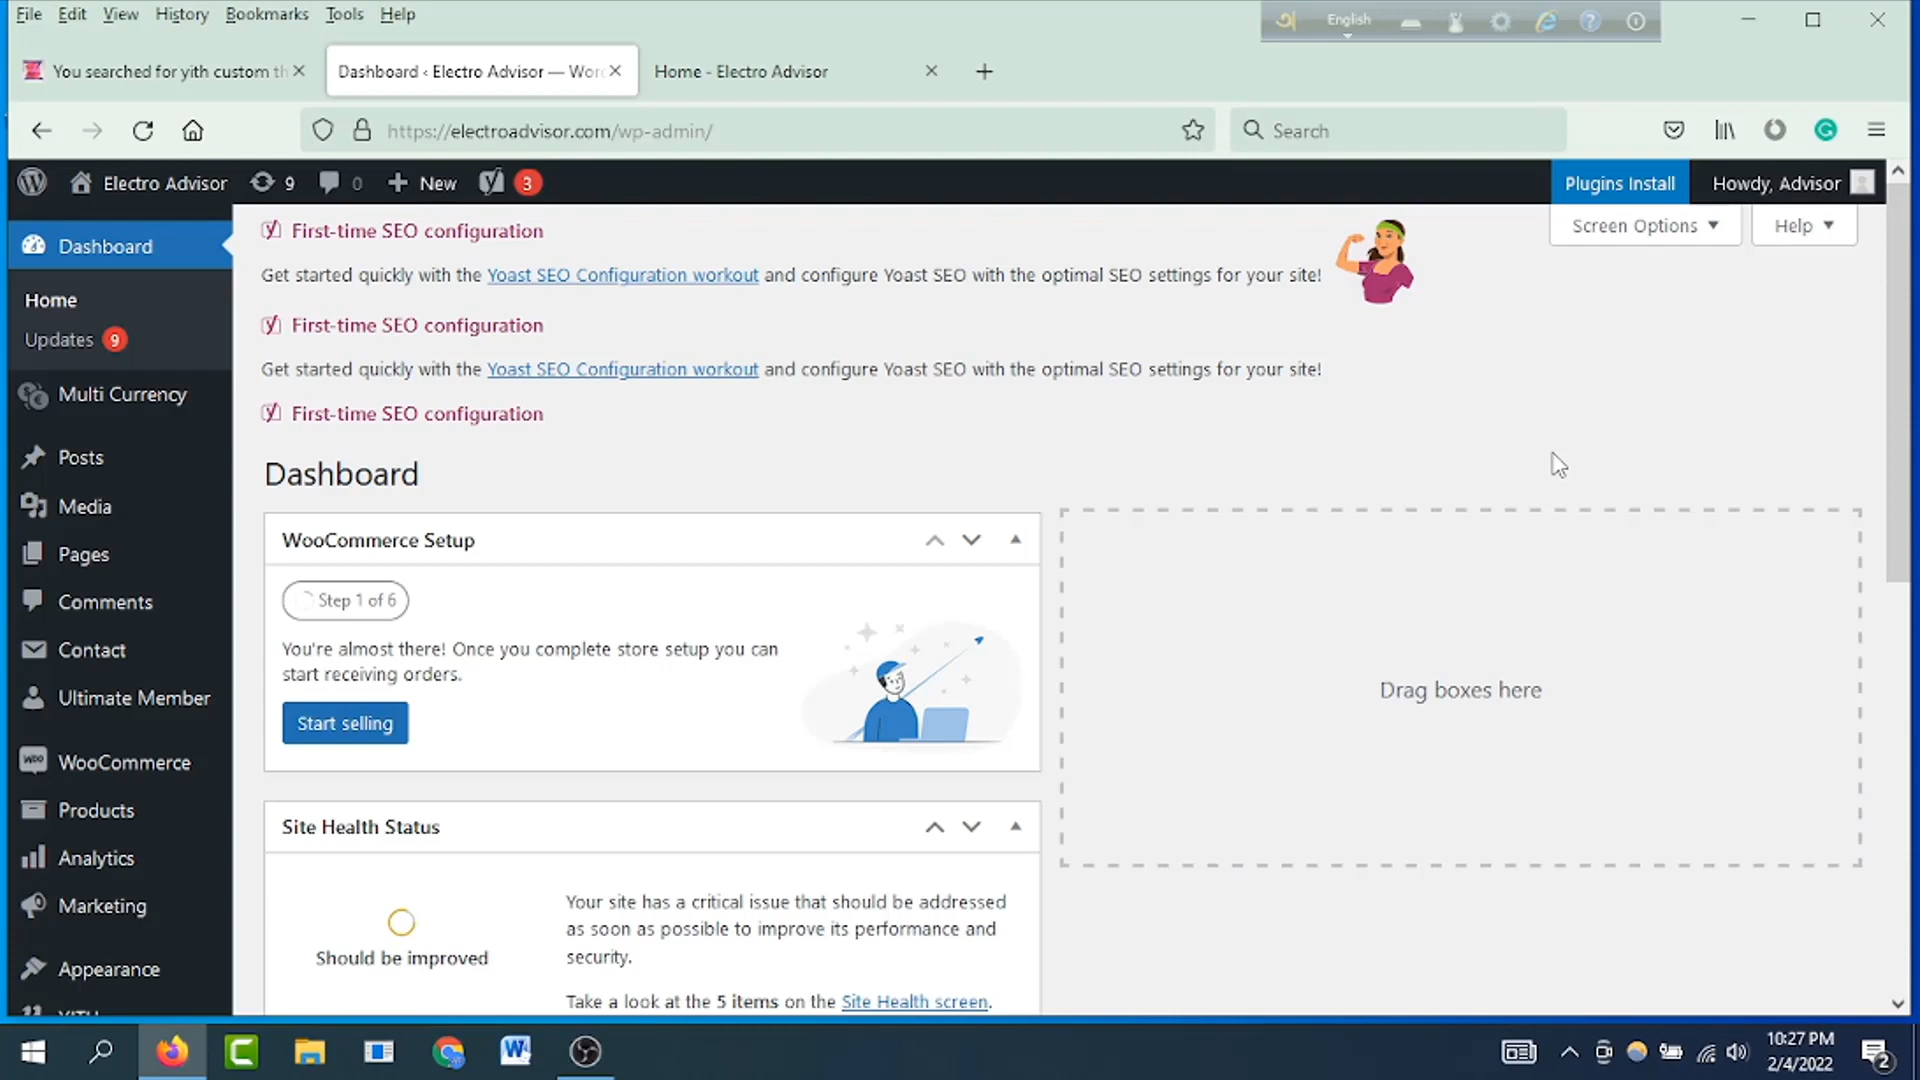 File Edit View History Bookmarks Tools Help
English
You searched for yith custom th
Dashboard ‹ Electro Advisor — Wor
Home - Electro Advisor
https://electroadvisor.com/wp-admin/
Search
Electro Advisor 9 0 New 3
Plugins Install
Howdy, Advisor
Screen Options
Help
Dashboard
Home
Updates 9
Multi Currency
Posts
Media
Pages
Comments
Contact
Ultimate Member
WooCommerce
Products
Analytics
Marketing
Appearance
First-time SEO configuration
Get started quickly with the Yoast SEO Configuration workout and configure Yoast SEO with the optimal SEO settings for your site!
First-time SEO configuration
Get started quickly with the Yoast SEO Configuration workout and configure Yoast SEO with the optimal SEO settings for your site!
First-time SEO configuration
Dashboard
WooCommerce Setup
Step 1 of 6
You're almost there! Once you complete store setup you can
start receiving orders.
Start selling
Drag boxes here
Site Health Status
Should be improved
Your site has a critical issue that should be addressed
as soon as possible to improve its performance and
security.
Take a look at the 5 items on the Site Health screen.
10:27 PM
2/4/2022
2